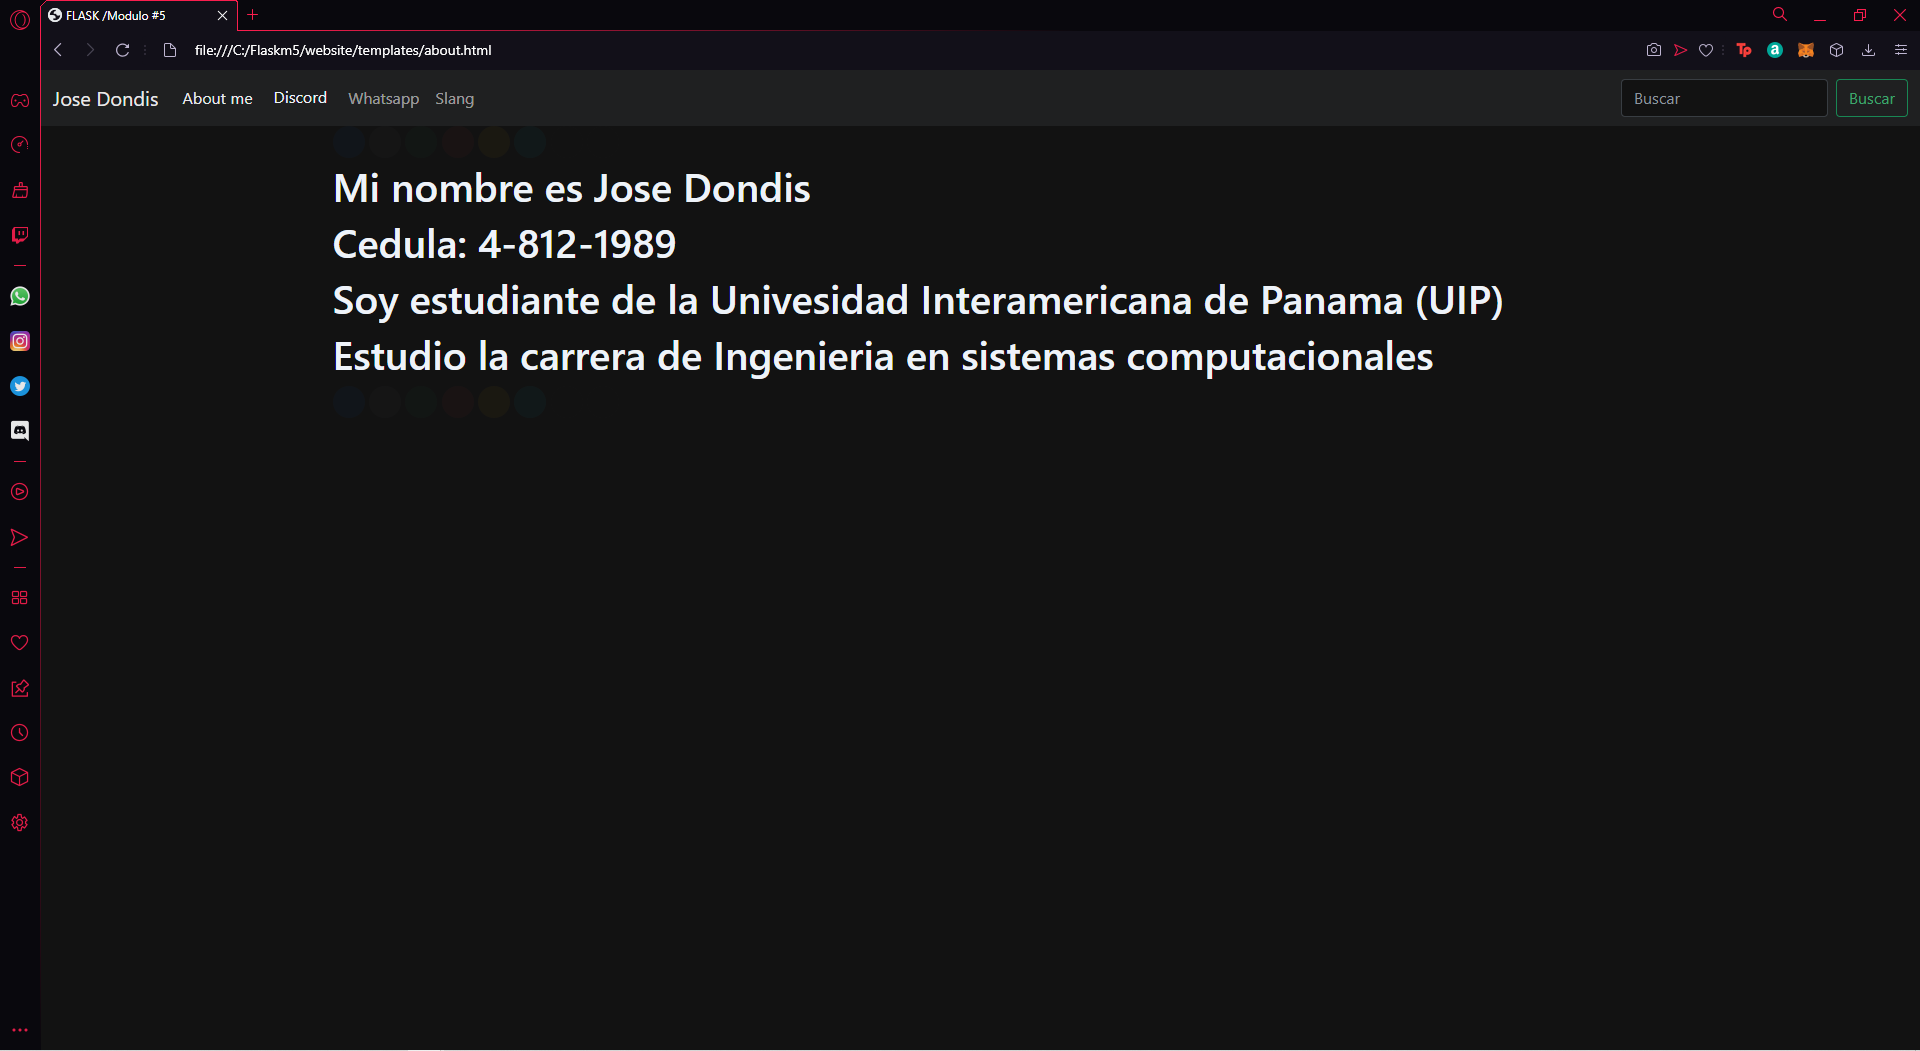 FLASK /Modulo #5
file:///C:/Flaskm5/website/templates/about.html
Tp
a
Jose Dondis About me Discord Whatsapp Slang Buscar Buscar
Mi nombre es Jose Dondis
Cedula: 4-812-1989
Soy estudiante de la Univesidad Interamericana de Panama (UIP)
Estudio la carrera de Ingenieria en sistemas computacionales